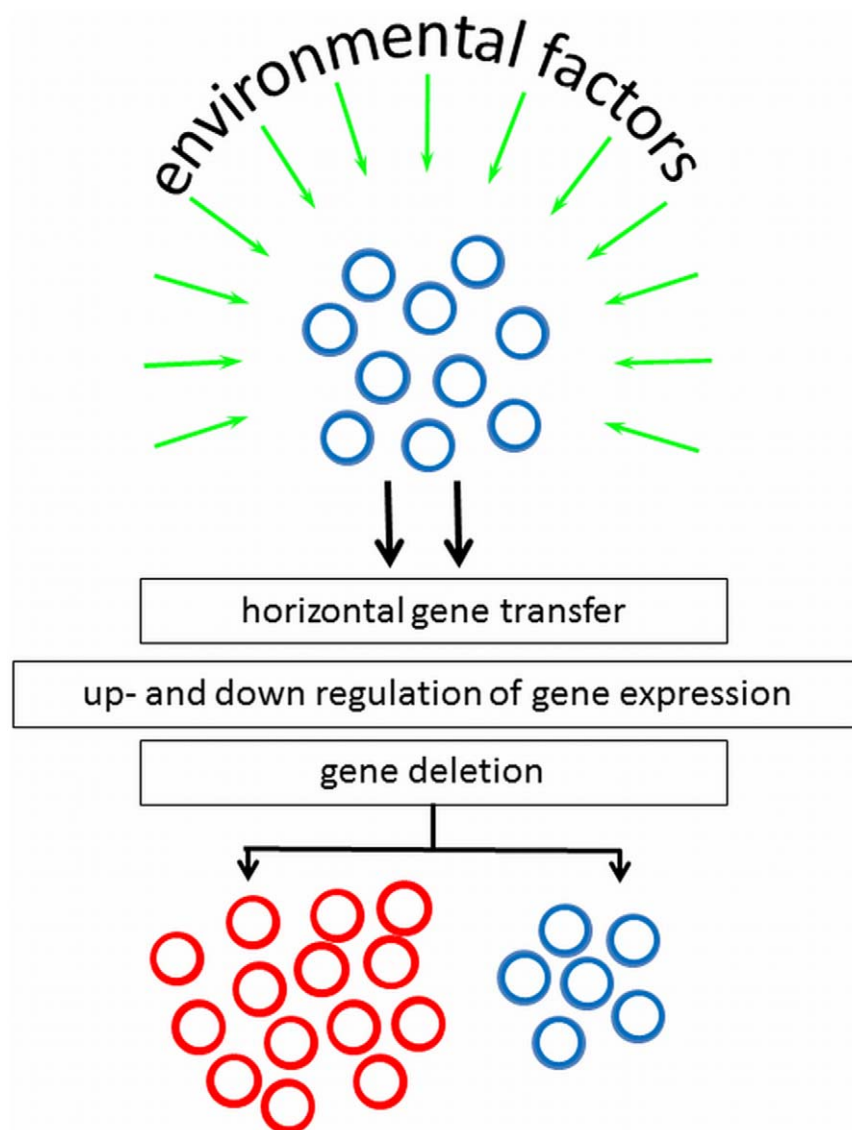 environmental factors
horizontal gene transfer
up- and down regulation of gene expression
gene deletion